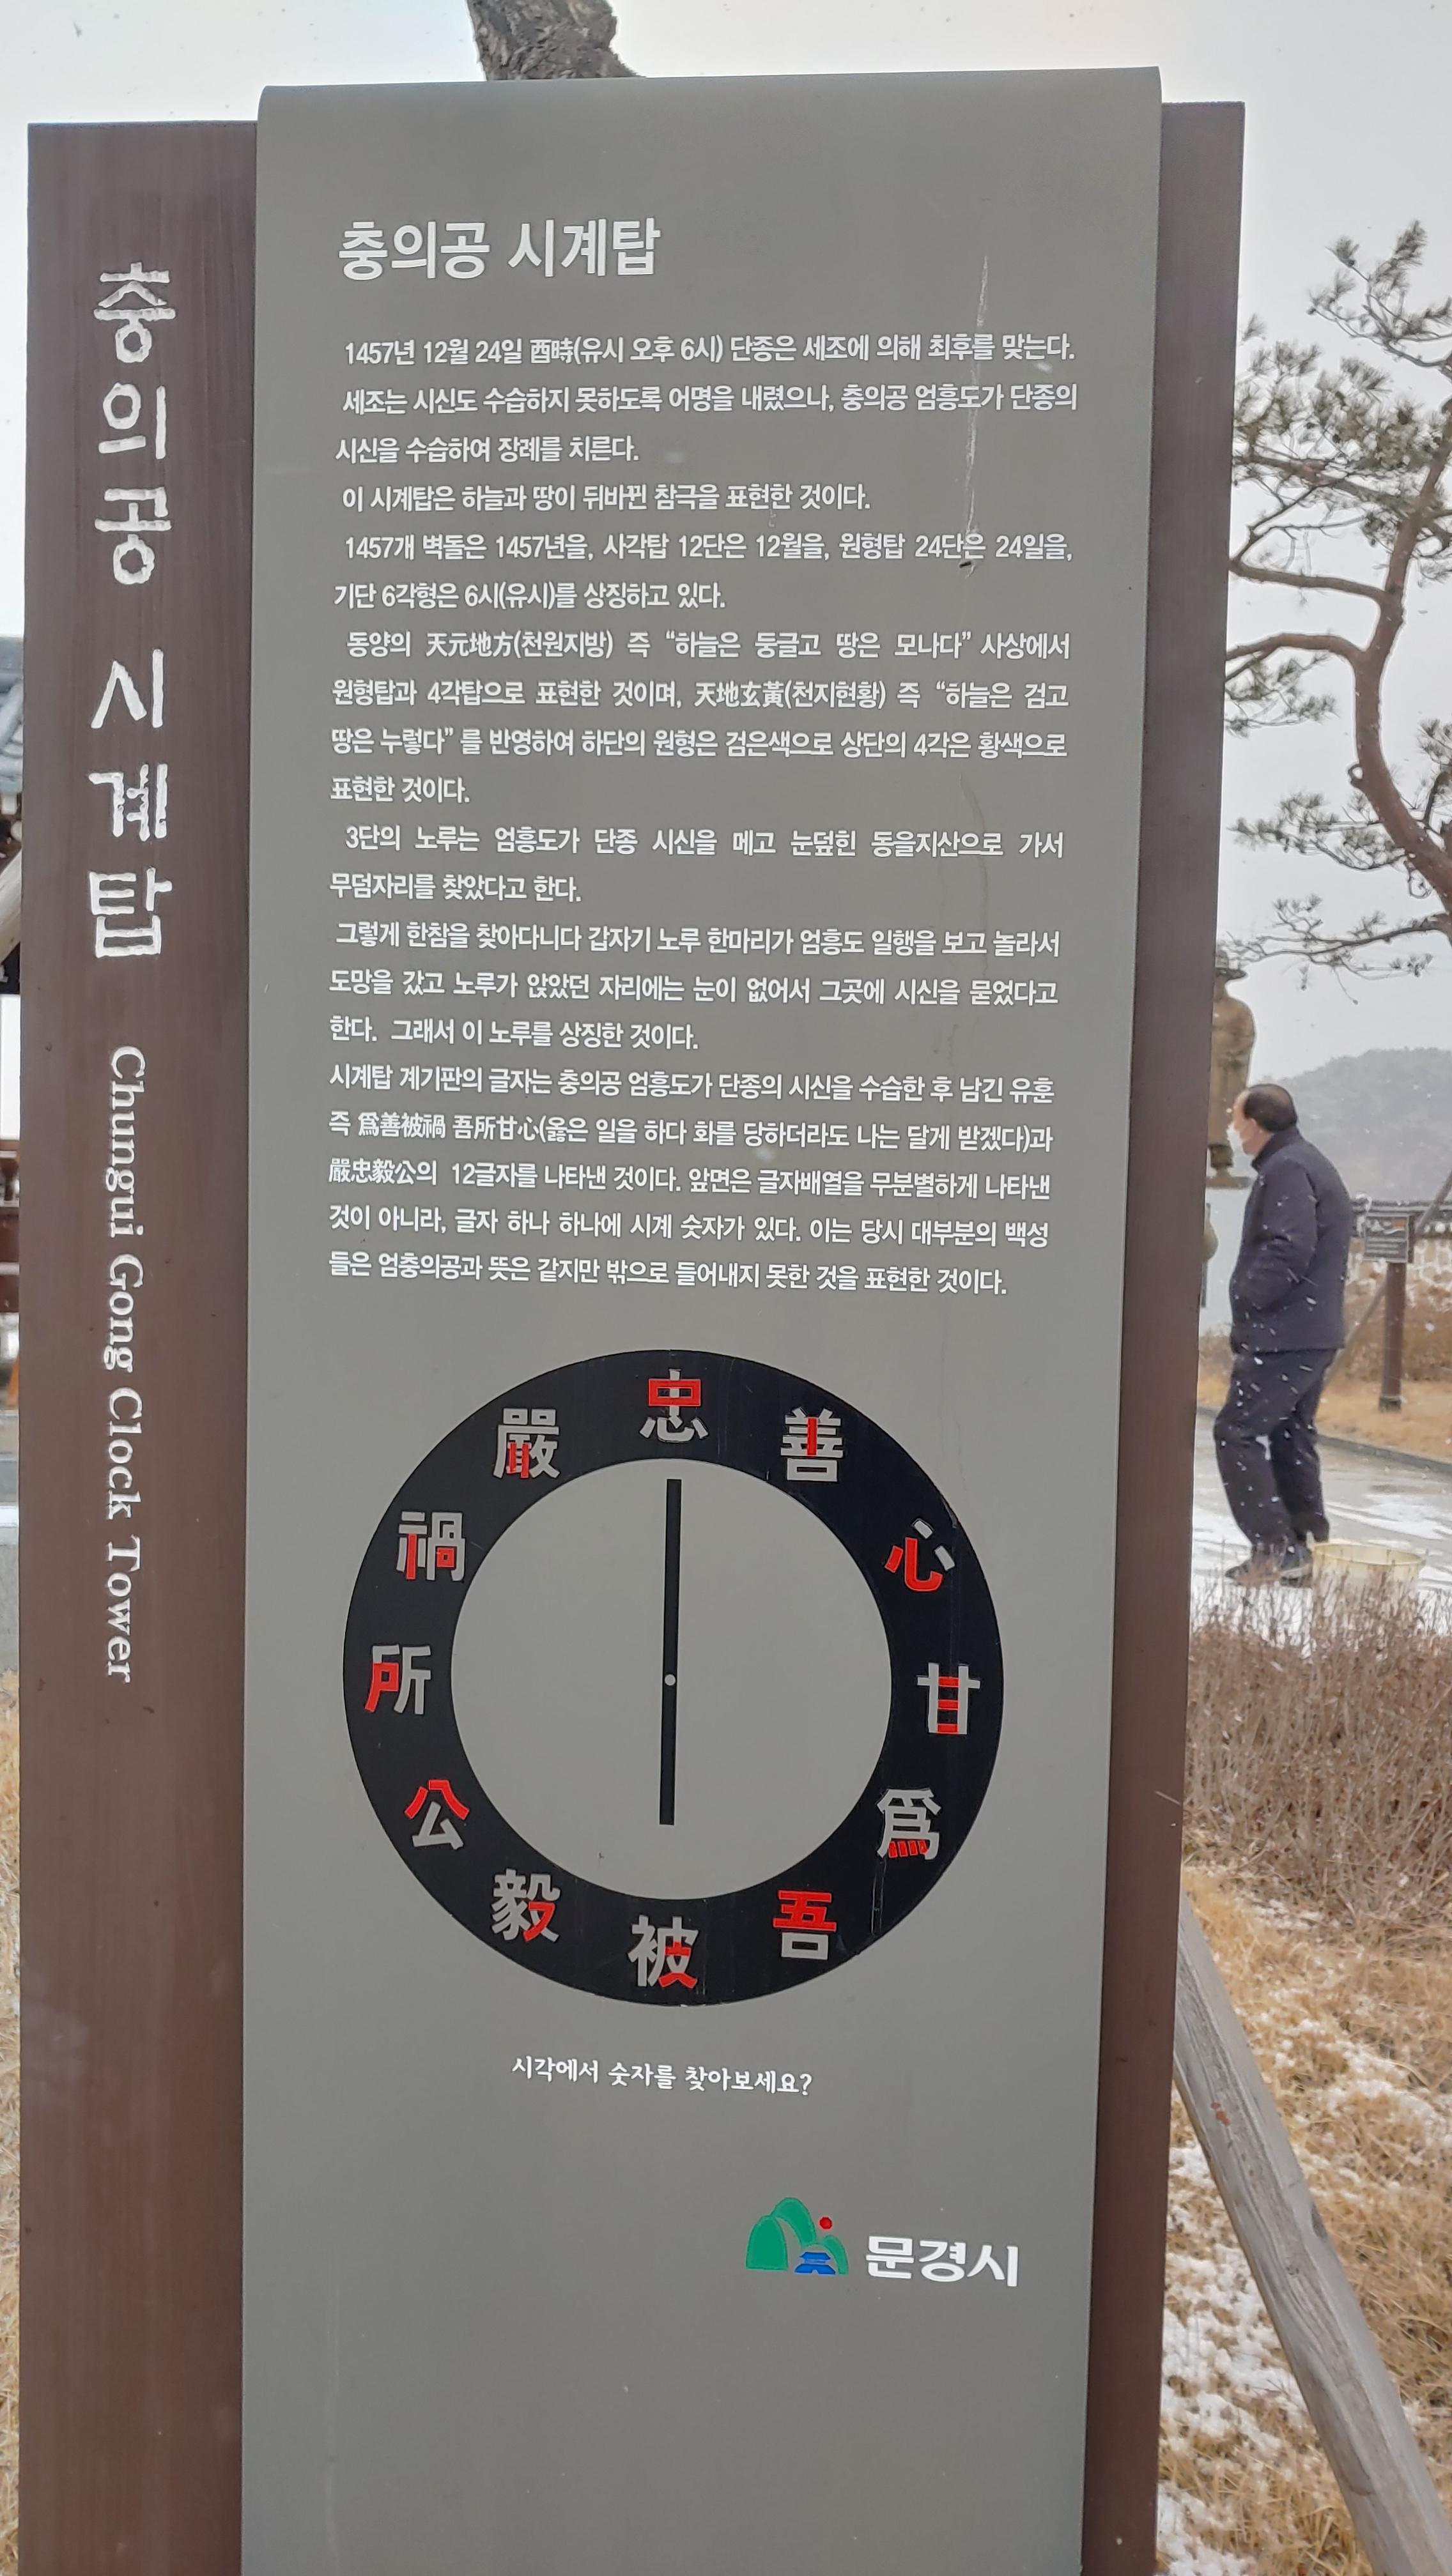 충의공 시계탑
Chungui Gong Clock Tower
충의공 시계탑
1457년 12월 24일 酉時(유시 오후 6시) 단종은 세조에 의해 최후를 맞는다.
세조는 시신도 수습하지 못하도록 어명을 내렸으나, 충의공 엄흥도가 단종의
시신을 수습하여 장례를 치른다.
이 시계탑은 하늘과 땅이 뒤바뀐 참극을 표현한 것이다.
1457개 벽돌은 1457년을, 사각탑 12단은 12월을, 원형탑 24단은 24일을,
기단 6각형은 6시(유시)를 상징하고 있다.
동양의 天元地方(천원지방) 즉 “하늘은 둥글고 땅은 모나다” 사상에서
원형탑과 4각탑으로 표현한 것이며, 天地玄黃(천지현황) 즉 “하늘은 검고
땅은 누렇다” 를 반영하여 하단의 원형은 검은색으로 상단의 4각은 황색으로
표현한 것이다.
3단의 노루는 엄흥도가 단종 시신을 메고 눈덮힌 동을지산으로 가서
무덤자리를 찾았다고 한다.
그렇게 한참을 찾아다니다 갑자기 노루 한마리가 엄흥도 일행을 보고 놀라서
도망을 갔고 노루가 앉았던 자리에는 눈이 없어서 그곳에 시신을 묻었다고
한다. 그래서 이 노루를 상징한 것이다.
시계탑 계기판의 글자는 충의공 엄흥도가 단종의 시신을 수습한 후 남긴 유훈
즉 爲善被禍 吾所甘心(옳은 일을 하다 화를 당하더라도 나는 달게 받겠다)과
嚴忠毅公의 12글자를 나타낸 것이다. 앞면은 글자배열을 무분별하게 나타낸
것이 아니라, 글자 하나 하나에 시계 숫자가 있다. 이는 당시 대부분의 백성
들은 엄충의공과 뜻은 같지만 밖으로 들어내지 못한 것을 표현한 것이다.
忠
善
心
甘
爲
吾
被
毅
公
所
禍
嚴
시각에서 숫자를 찾아보세요?
문경시